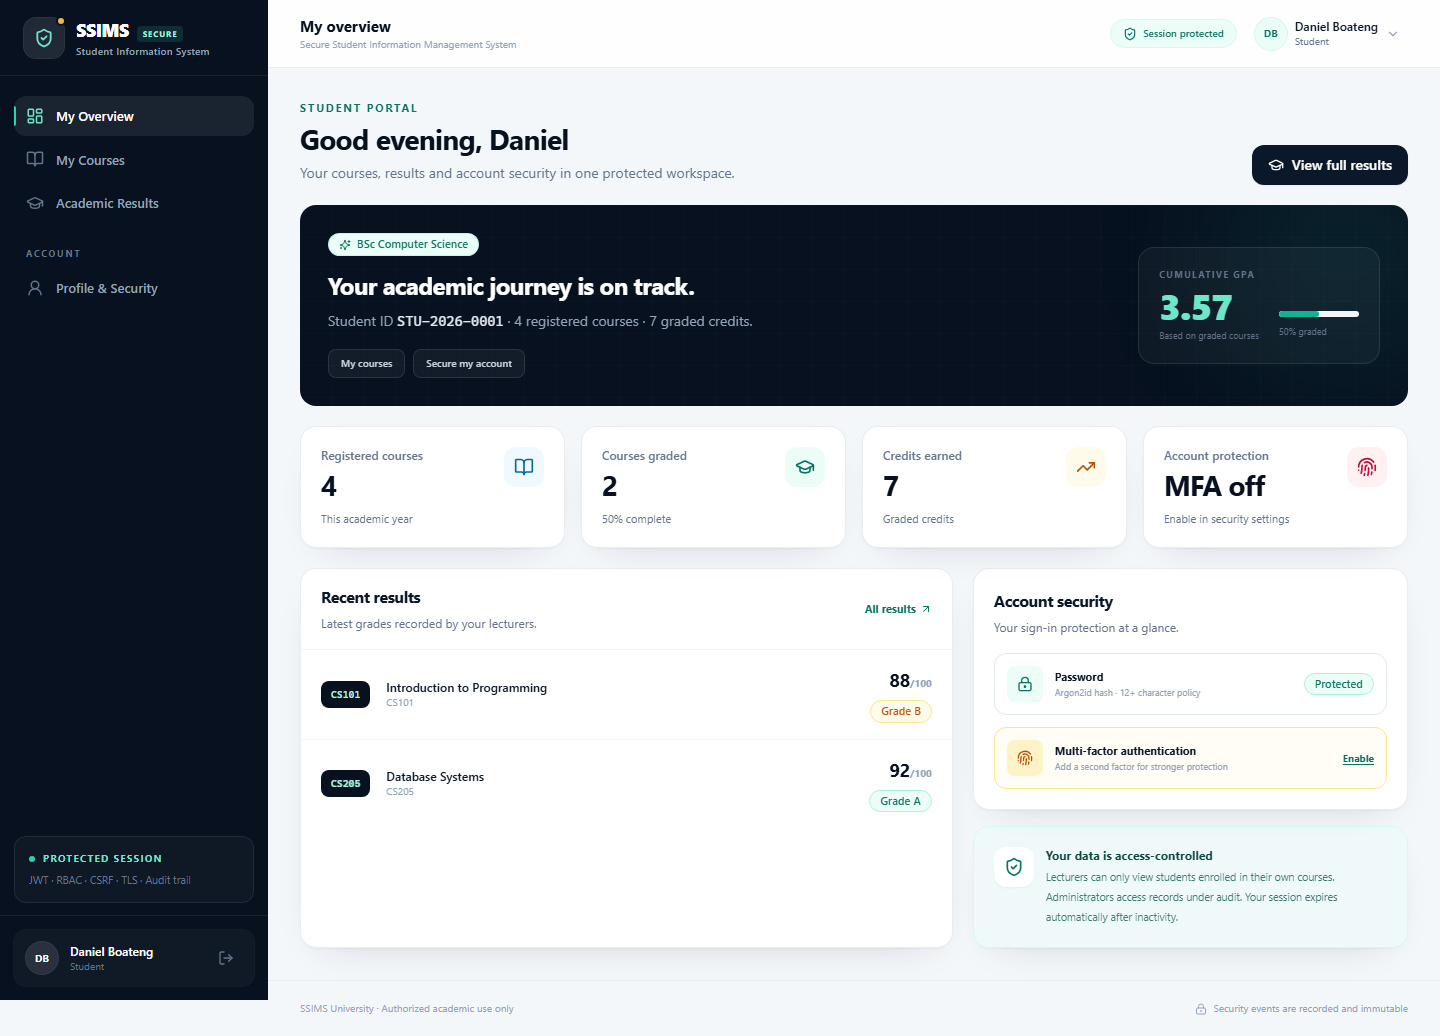 SSIMS SECURE
Student Information System
My Overview
My Courses
Academic Results
ACCOUNT
Profile & Security
PROTECTED SESSION
JWT · RBAC · CSRF · TLS · Audit trail
DB
Daniel Boateng
Student
My overview
Secure Student Information Management System
Session protected
DB
Daniel Boateng
Student
STUDENT PORTAL
Good evening, Daniel
Your courses, results and account security in one protected workspace.
View full results
BSc Computer Science
Your academic journey is on track.
Student ID STU-2026-0001 · 4 registered courses · 7 graded credits.
My courses
Secure my account
CUMULATIVE GPA
3.57
Based on graded courses
50% graded
Registered courses
4
This academic year
Courses graded
2
50% complete
Credits earned
7
Graded credits
Account protection
MFA off
Enable in security settings
Recent results
Latest grades recorded by your lecturers.
All results
CS101
Introduction to Programming
CS101
88/100
Grade B
CS205
Database Systems
CS205
92/100
Grade A
Account security
Your sign-in protection at a glance.
Password
Argon2id hash · 12+ character policy
Protected
Multi-factor authentication
Add a second factor for stronger protection
Enable
Your data is access-controlled
Lecturers can only view students enrolled in their own courses.
Administrators access records under audit. Your session expires
automatically after inactivity.
SSIMS University · Authorized academic use only
Security events are recorded and immutable